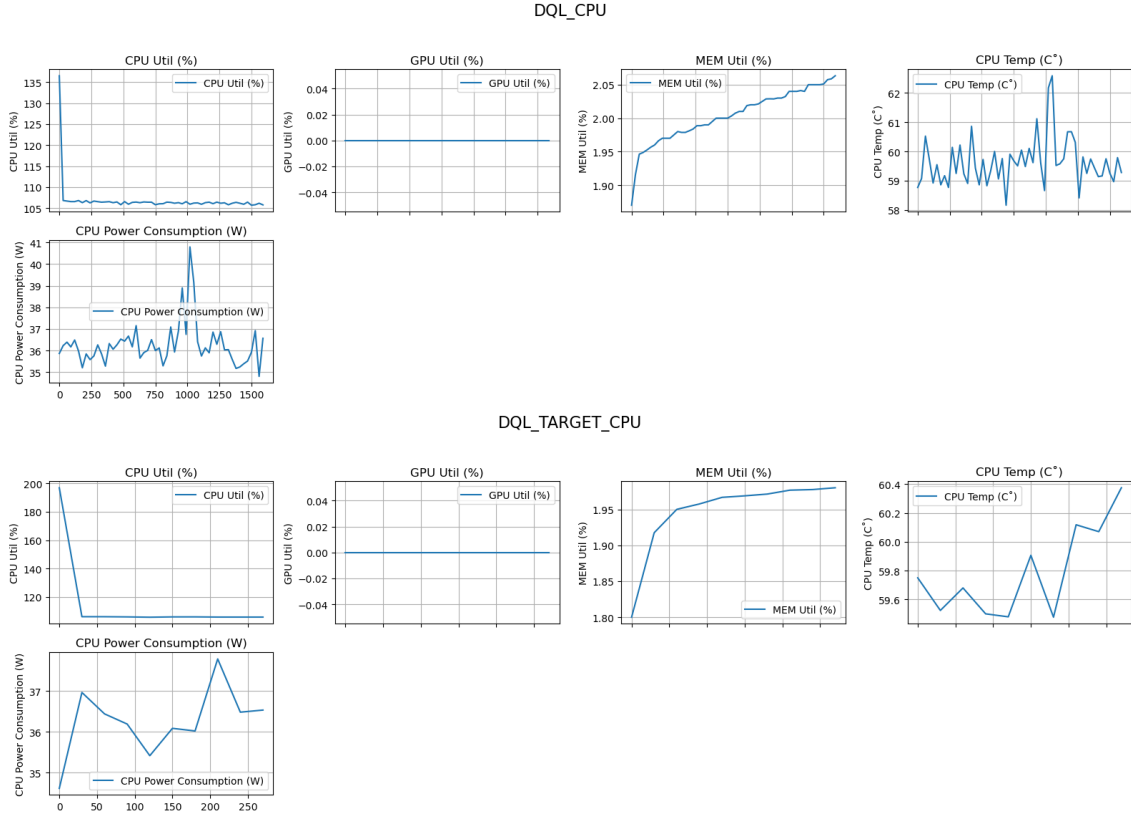 DQL_CPU
CPU Util (%)
CPU Util (%)
135
130
125
120
115
110
105
CPU Util (%)
GPU Util (%)
GPU Util (%)
0.04
0.02
0.00
−0.02
−0.04
GPU Util (%)
MEM Util (%)
MEM Util (%)
2.05
2.00
1.95
1.90
MEM Util (%)
CPU Temp (C˚)
CPU Temp (C˚)
62
61
60
59
58
CPU Temp (C˚)
CPU Power Consumption (W)
CPU Power Consumption (W)
41
40
39
38
37
36
35
CPU Power Consumption (W)
0 250 500 750 1000 1250 1500
DQL_TARGET_CPU
CPU Util (%)
CPU Util (%)
200
180
160
140
120
CPU Util (%)
GPU Util (%)
GPU Util (%)
0.04
0.02
0.00
−0.02
−0.04
GPU Util (%)
MEM Util (%)
MEM Util (%)
1.95
1.90
1.85
1.80
MEM Util (%)
CPU Temp (C˚)
CPU Temp (C˚)
60.4
60.2
60.0
59.8
59.6
CPU Temp (C˚)
CPU Power Consumption (W)
CPU Power Consumption (W)
37
36
35
CPU Power Consumption (W)
0 50 100 150 200 250